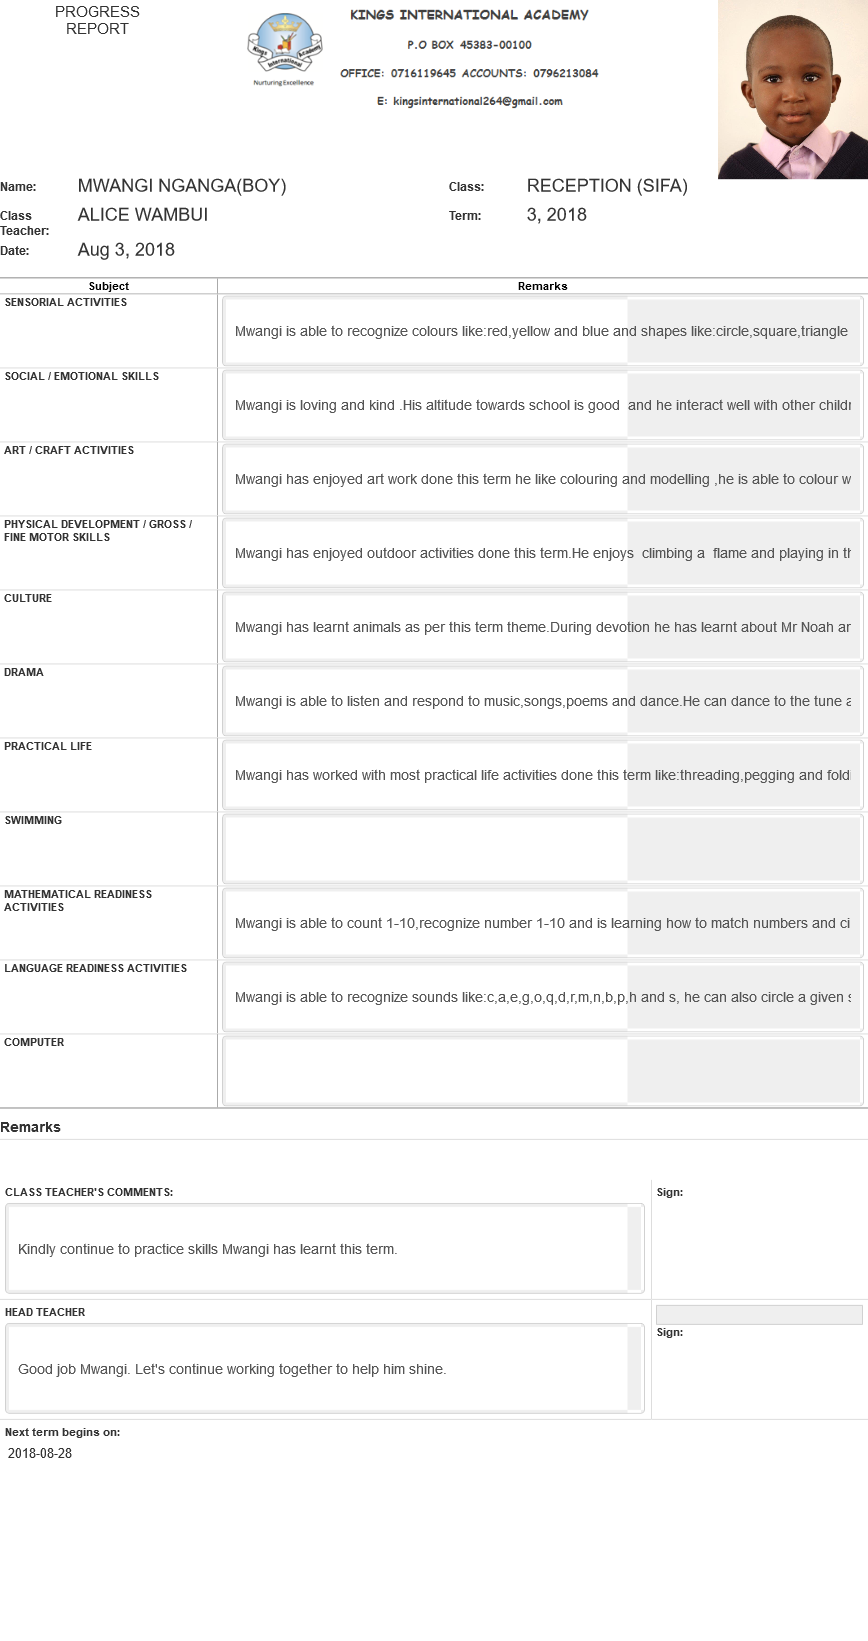 PROGRESS
REPORT
KINGS INTERNATIONAL ACADEMY
P.O BOX 45383-00100
OFFICE: 0716119645 ACCOUNTS: 0796213084
E: kingsinternational264@gmail.com
Kings International Academy
Nurturing Excellence
Name: MWANGI NGANGA(BOY) Class: RECEPTION (SIFA)
Class Teacher: ALICE WAMBUI Term: 3, 2018
Date: Aug 3, 2018
Subject Remarks
SENSORIAL ACTIVITIES
Mwangi is able to recognize colours like:red,yellow and blue and shapes like:circle,square,triangle
SOCIAL / EMOTIONAL SKILLS
Mwangi is loving and kind .His altitude towards school is good  and he interact well with other childr
ART / CRAFT ACTIVITIES
Mwangi has enjoyed art work done this term he like colouring and modelling ,he is able to colour w
PHYSICAL DEVELOPMENT / GROSS /
FINE MOTOR SKILLS
Mwangi has enjoyed outdoor activities done this term.He enjoys  climbing a  flame and playing in th
CULTURE
Mwangi has learnt animals as per this term theme.During devotion he has learnt about Mr Noah ar
DRAMA
Mwangi is able to listen and respond to music,songs,poems and dance.He can dance to the tune a
PRACTICAL LIFE
Mwangi has worked with most practical life activities done this term like:threading,pegging and fold
SWIMMING
MATHEMATICAL READINESS
ACTIVITIES
Mwangi is able to count 1-10,recognize number 1-10 and is learning how to match numbers and ci
LANGUAGE READINESS ACTIVITIES
Mwangi is able to recognize sounds like:c,a,e,g,o,q,d,r,m,n,b,p,h and s, he can also circle a given s
COMPUTER
Remarks
CLASS TEACHER'S COMMENTS: Sign:
Kindly continue to practice skills Mwangi has learnt this term.
HEAD TEACHER
Sign:
Good job Mwangi. Let's continue working together to help him shine.
Next term begins on:
2018-08-28